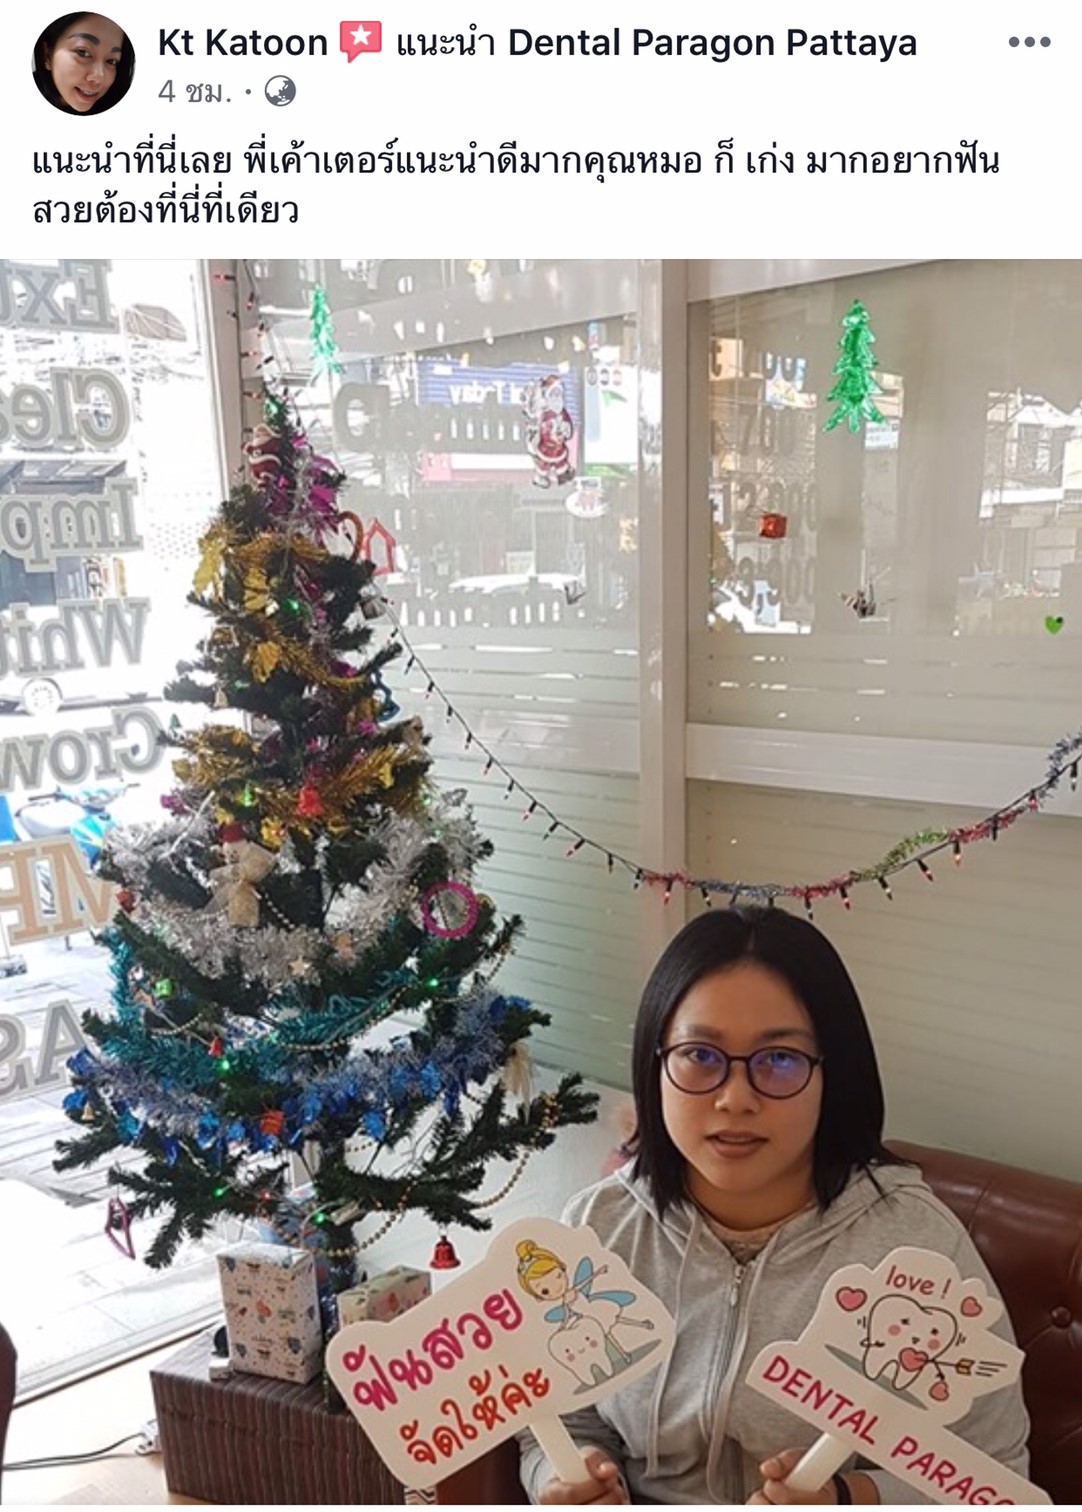 Kt Katoon แนะนำ Dental Paragon Pattaya
4 ชม.
แนะนำที่นี่เลย พี่เค้าเตอร์แนะนำดีมากคุณหมอ ก็ เก่ง มากอยากฟัน
สวยต้องที่นี่ที่เดียว
Ext
Clea
Imp
Whit
Crow
ฟันสวย
จัดให้ค่ะ
love!
DENTAL PARAGO